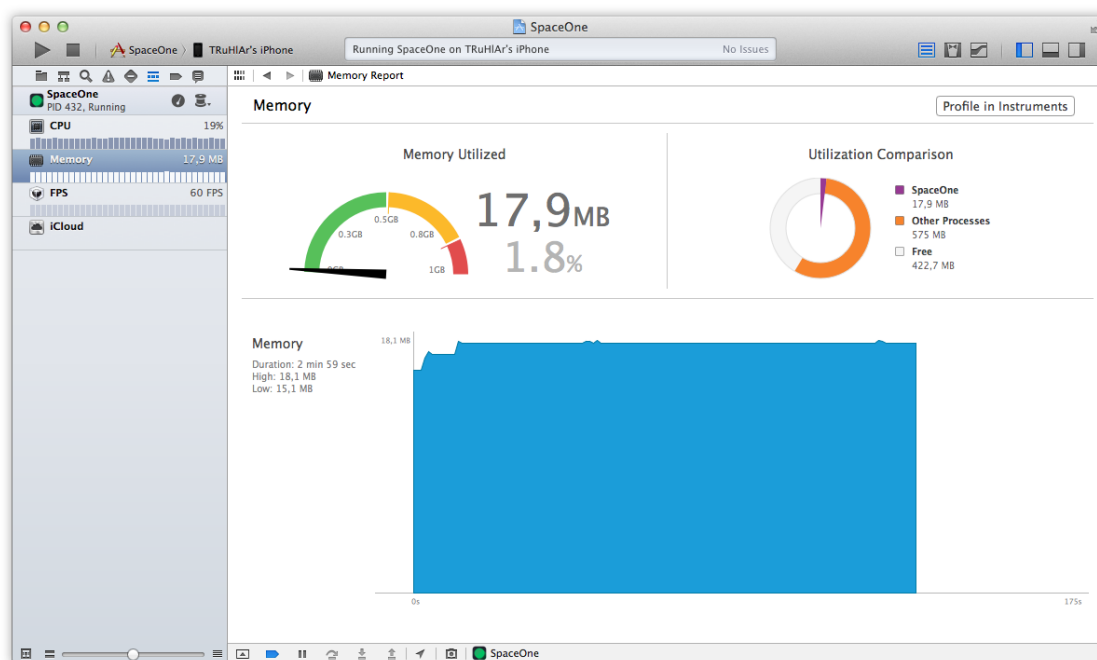 SpaceOne
SpaceOne
TRuHlAr's iPhone
Running SpaceOne on TRuHlAr's iPhone
No Issues
Memory Report
SpaceOne
PID 432, Running
CPU
19%
Memory
17,9 MB
FPS
60 FPS
iCloud
Memory
Profile in Instruments
Memory Utilized
0GB
0.3GB
0.5GB
0.8GB
1GB
17,9MB
1.8%
Utilization Comparison
SpaceOne
17,9 MB
Other Processes
575 MB
Free
422,7 MB
Memory
Duration: 2 min 59 sec
High: 18,1 MB
Low: 15,1 MB
18,1 MB
0s
175s
SpaceOne